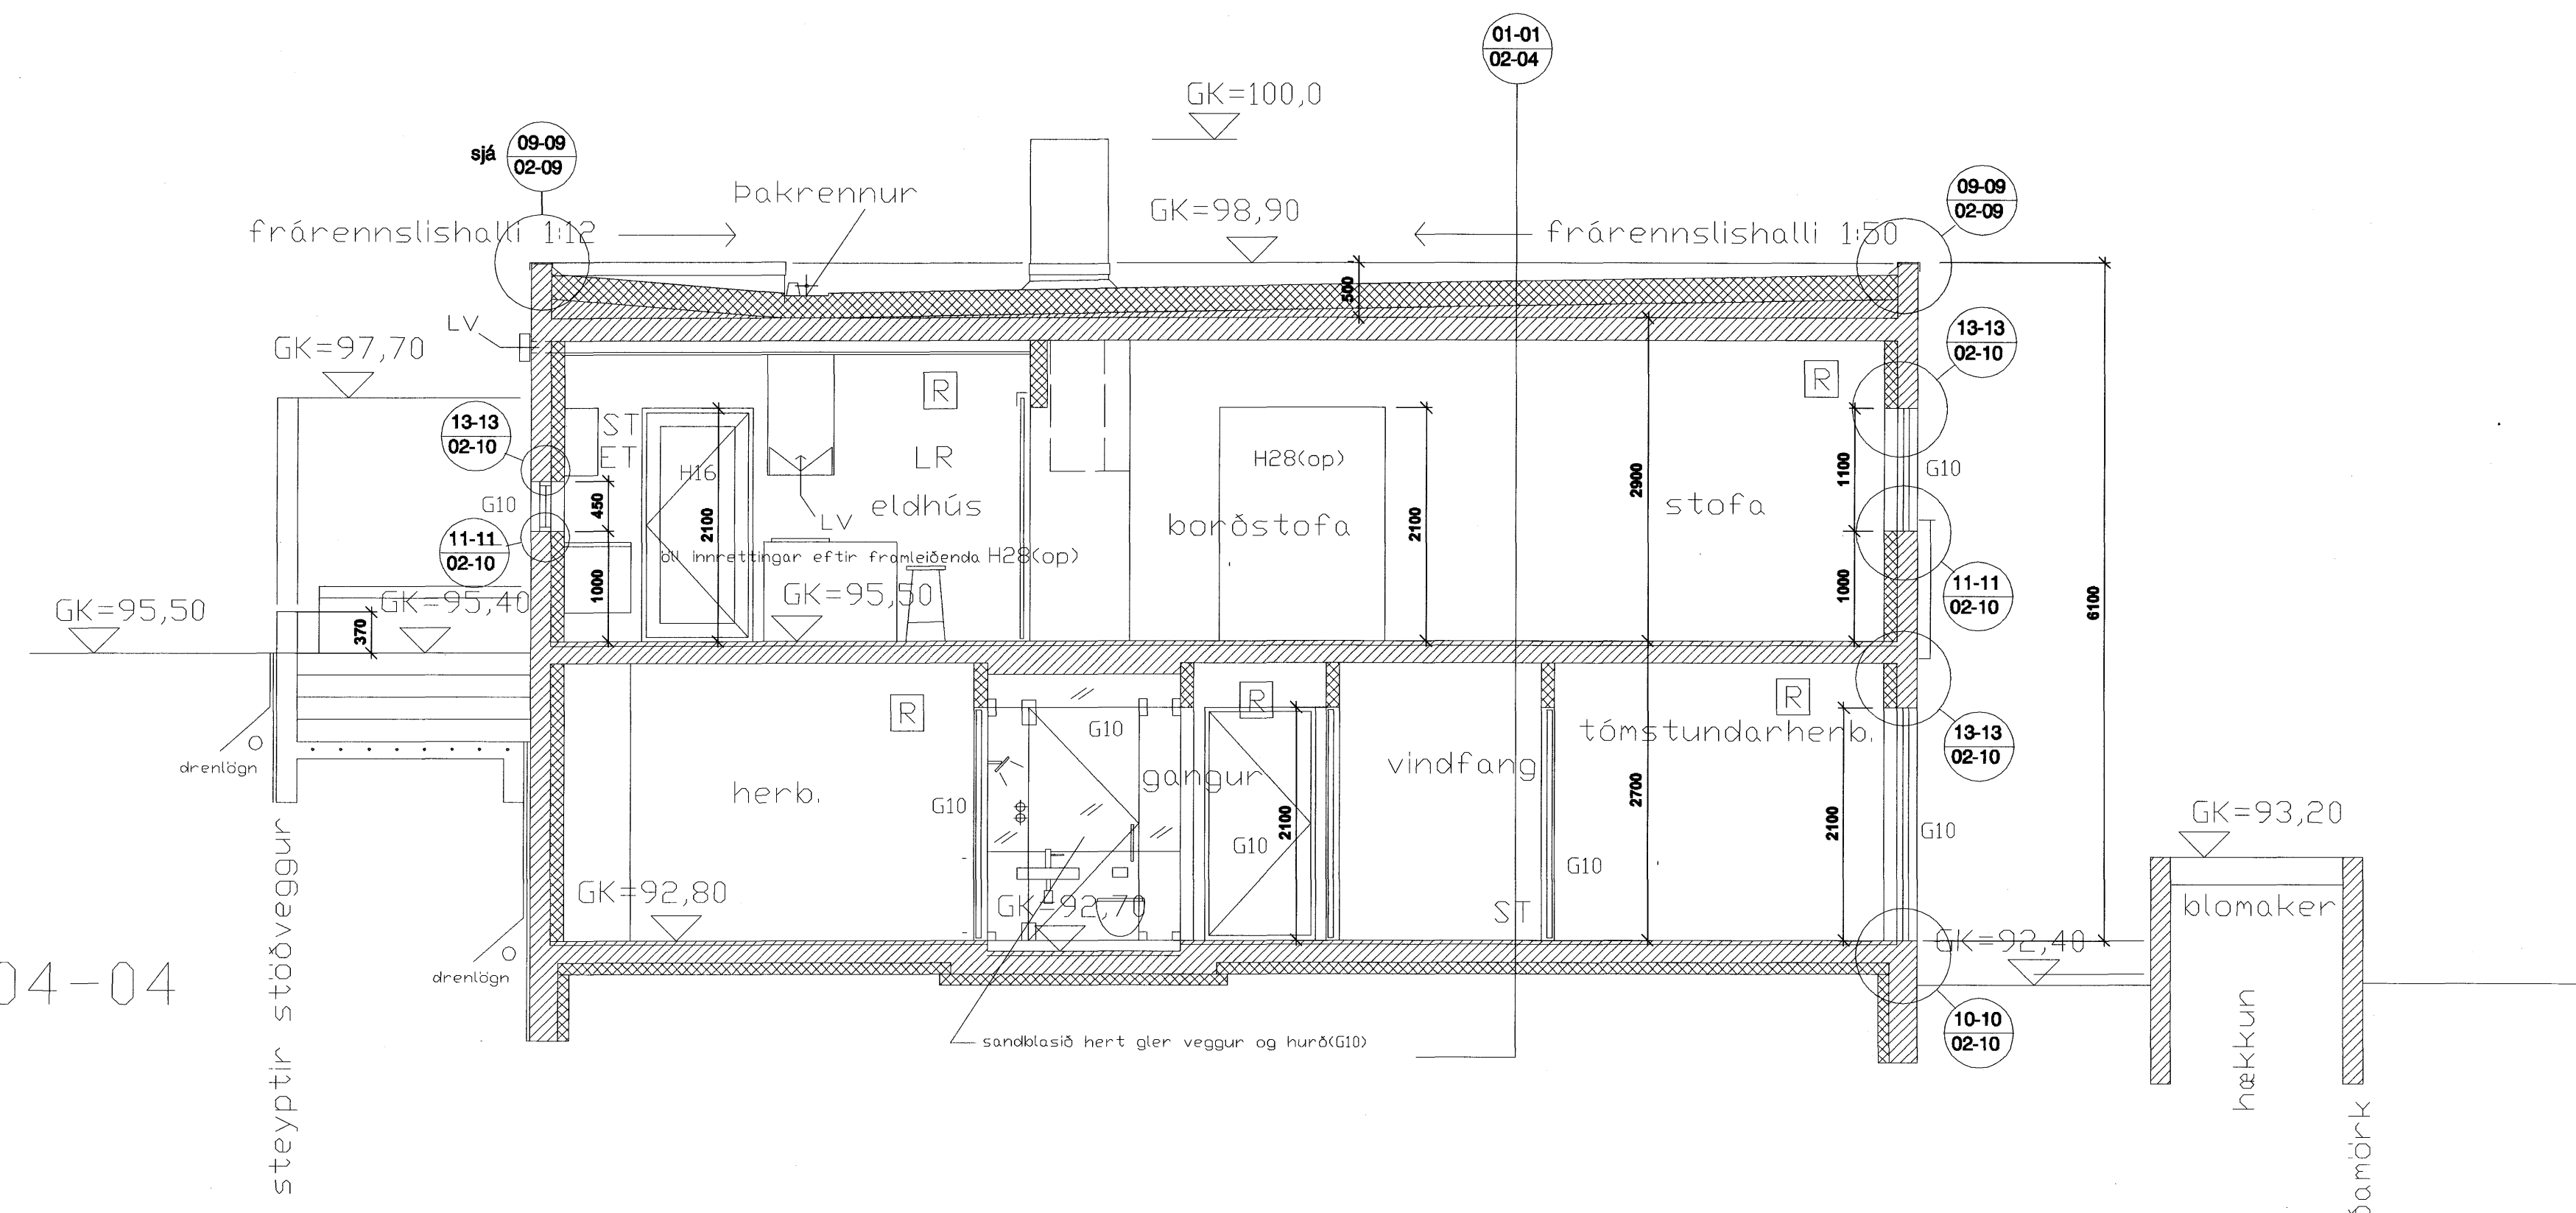 01-01
02-04
GK=100,0
sjá
09-09
02-09
Þakrennur
GK=98,90
09-09
02-09
frárennslishalli 1:12
frárennslishalli 1:50
500
LV
GK=97,70
13-13
02-10
R
R
13-13
02-10
ST
ET
H16
LR
H28(op)
1100
G10
G10
450
2100
LV
eldhús
borðstofa
2100
2900
stofa
11-11
02-10
öll innrettingar eftir framleiðenda H28(op)
1000
1000
11-11
02-10
6100
GK=95,50
370
GK=95,40
GK=95,50
R
R
R
G10
tómstundarherb.
13-13
02-10
drenlögn
herb.
gangur
vindfang
2700
G10
2100
G10
G10
2100
G10
GK=93,20
GK=92,80
GK=92,70
ST
blomaker
GK=92,40
04-04
drenlögn
sandblasið hert gler veggur og hurð(G10)
10-10
02-10
steyptir stöðveggur
hækkun
ðamörk